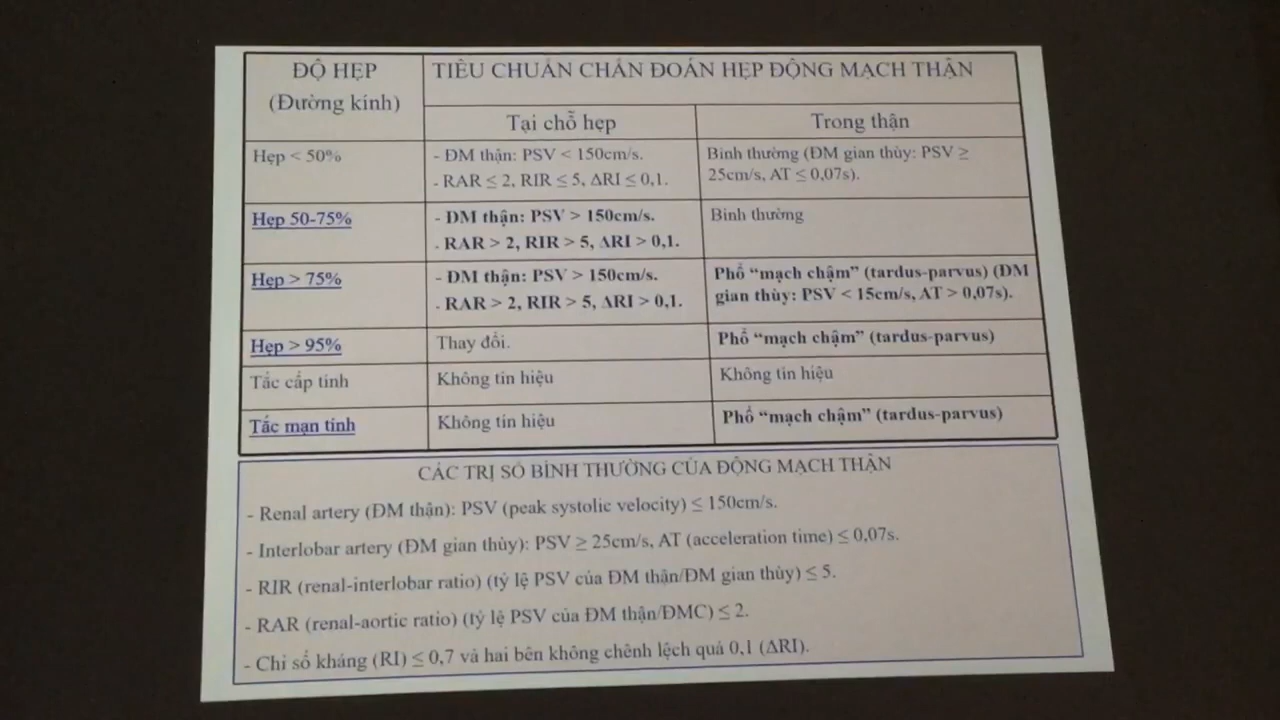 ĐỘ HẸP
(Đường kính)
TIÊU CHUẨN CHẨN ĐOÁN HẸP ĐỘNG MẠCH THẬN
Tại chỗ hẹp
Trong thận
Hẹp < 50%
- ĐM thận: PSV < 150cm/s.
- RAR ≤ 2, RIR ≤ 5, ΔRI ≤ 0,1.
Bình thường (ĐM gian thùy: PSV ≥
25cm/s, AT ≤ 0,07s).
Hẹp 50-75%
- ĐM thận: PSV > 150cm/s.
- RAR > 2, RIR > 5, ΔRI > 0,1.
Bình thường
Hẹp > 75%
- ĐM thận: PSV > 150cm/s.
- RAR > 2, RIR > 5, ΔRI > 0,1.
Phổ “mạch chậm” (tardus-parvus) (ĐM
gian thùy: PSV < 15cm/s, AT > 0,07s).
Hẹp > 95%
Thay đổi.
Phổ “mạch chậm” (tardus-parvus)
Tắc cấp tính
Không tín hiệu
Không tín hiệu
Tắc mạn tính
Không tín hiệu
Phổ “mạch chậm” (tardus-parvus)
CÁC TRỊ SỐ BÌNH THƯỜNG CỦA ĐỘNG MẠCH THẬN
- Renal artery (ĐM thận): PSV (peak systolic velocity) ≤ 150cm/s.
- Interlobar artery (ĐM gian thùy): PSV ≥ 25cm/s, AT (acceleration time) ≤ 0,07s.
- RIR (renal-interlobar ratio) (tỷ lệ PSV của ĐM thận/ĐM gian thùy) ≤ 5.
- RAR (renal-aortic ratio) (tỷ lệ PSV của ĐM thận/ĐMC) ≤ 2.
- Chỉ số kháng (RI) ≤ 0,7 và hai bên không chênh lệch quá 0,1 (ΔRI).